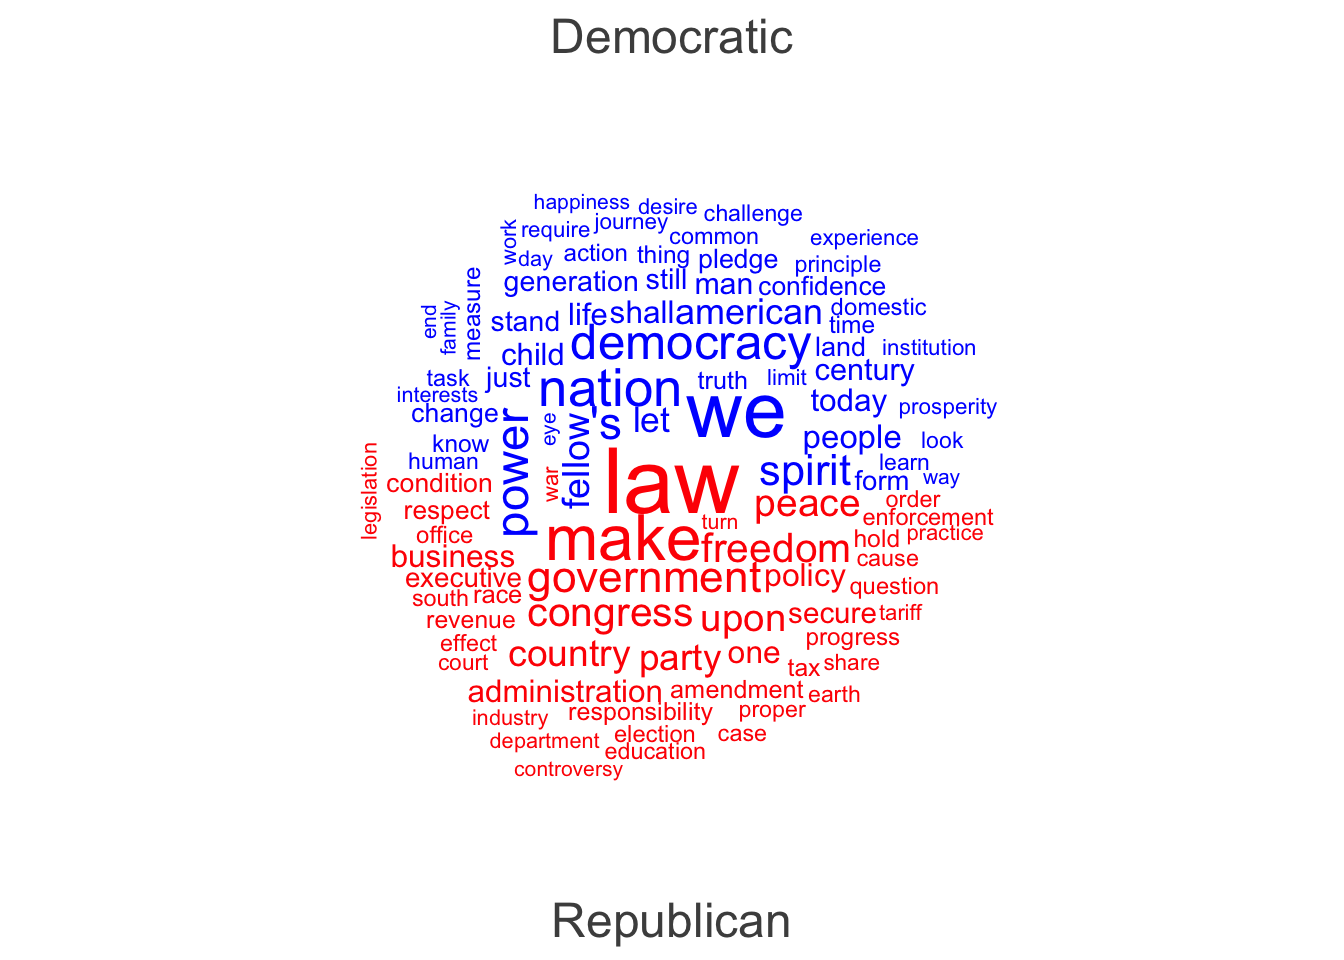 Democratic
happiness desire challenge
work require journey common experience
day action thing pledge principle
generation still man confidence
end family measure stand life shall american domestic
time
child democracy land institution
task just nation truth limit century
interests
change power eye fellow 's let we today prosperity
know people look
human spirit learn
form way
legislation condition war law peace order
respect enforcement
office make turn freedom hold practice
business cause
executive government policy question
south race
revenue congress upon secure tariff
effect progress
court country party one tax share
administration amendment earth
industry responsibility proper
department election case
education
controversy
Republican